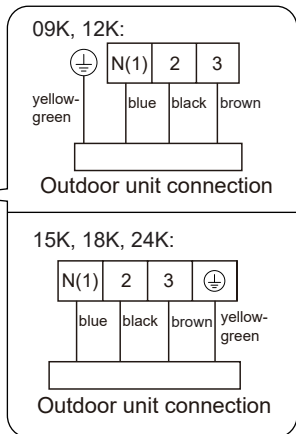 09K, 12K:
N(1) 2 3
yellow-
green
blue black brown
Outdoor unit connection
15K, 18K, 24K:
N(1) 2 3
blue black brown yellow-
green
Outdoor unit connection